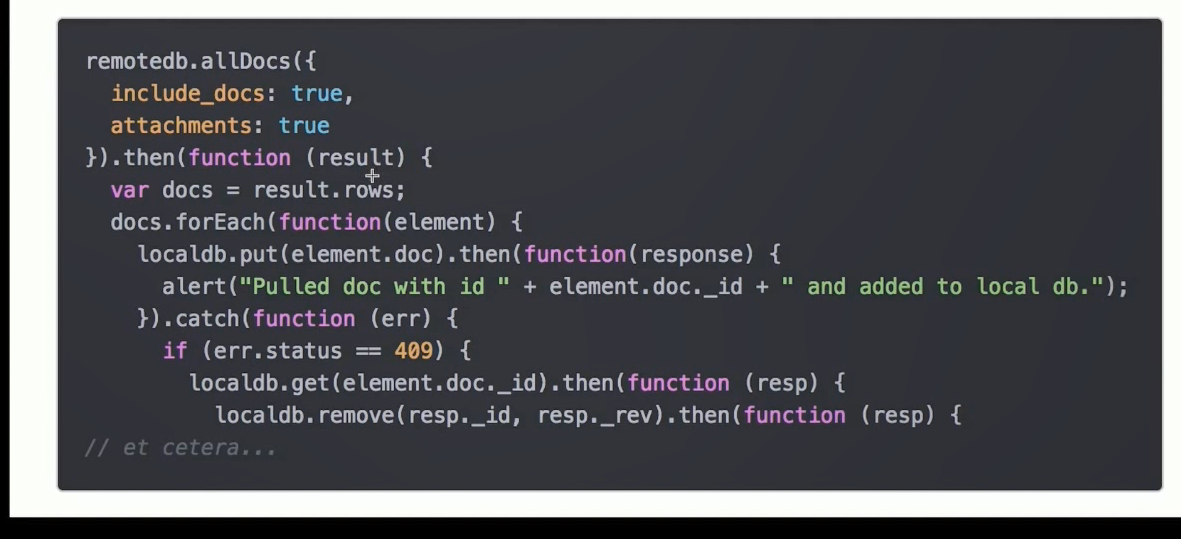 remotedb.allDocs({
  include_docs: true,
  attachments: true
}).then(function (result) {
  var docs = result.rows;
  docs.forEach(function(element) {
    localdb.put(element.doc).then(function(response) {
      alert("Pulled doc with id " + element.doc._id + " and added to local db.");
    }).catch(function (err) {
      if (err.status == 409) {
        localdb.get(element.doc._id).then(function (resp) {
          localdb.remove(resp._id, resp._rev).then(function (resp) {
// et cetera...